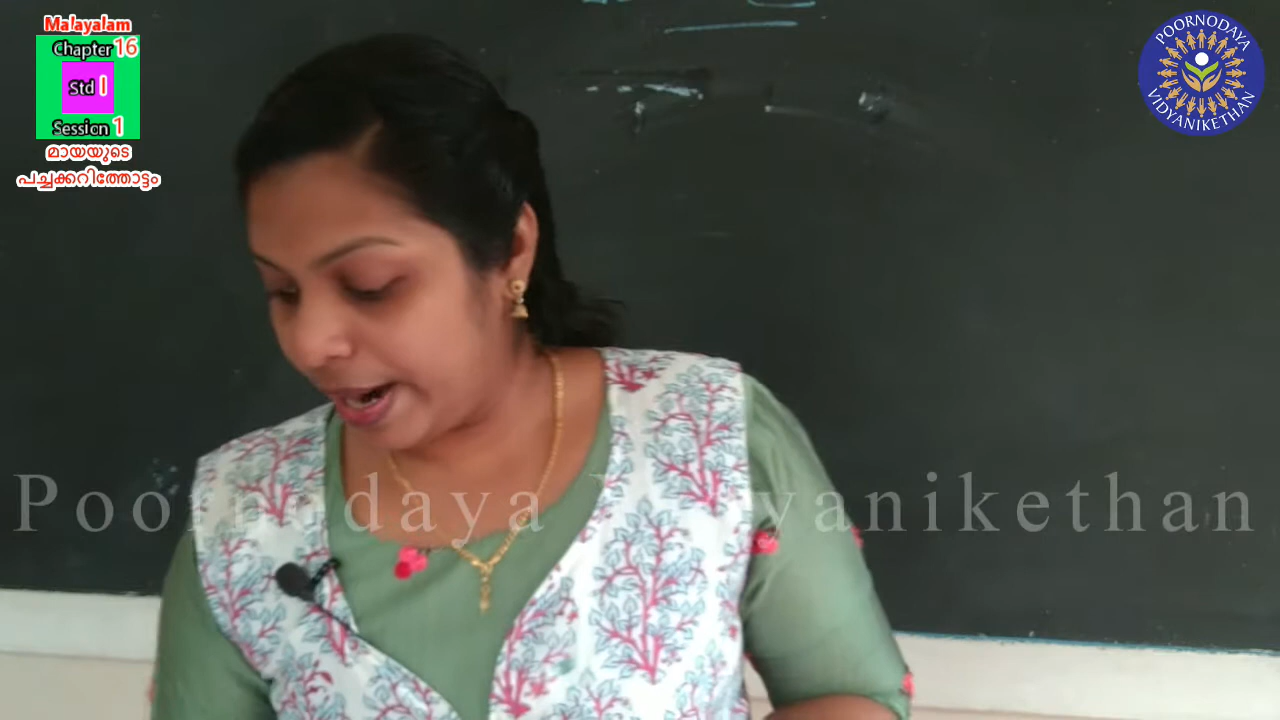 Malayalam
Chapter 16
Std I
Session 1
മായയുടെ
പച്ചക്കറിത്തോട്ടം
POORNODAYA
VIDYANIKETHAN
Poornodaya Vidyanikethan